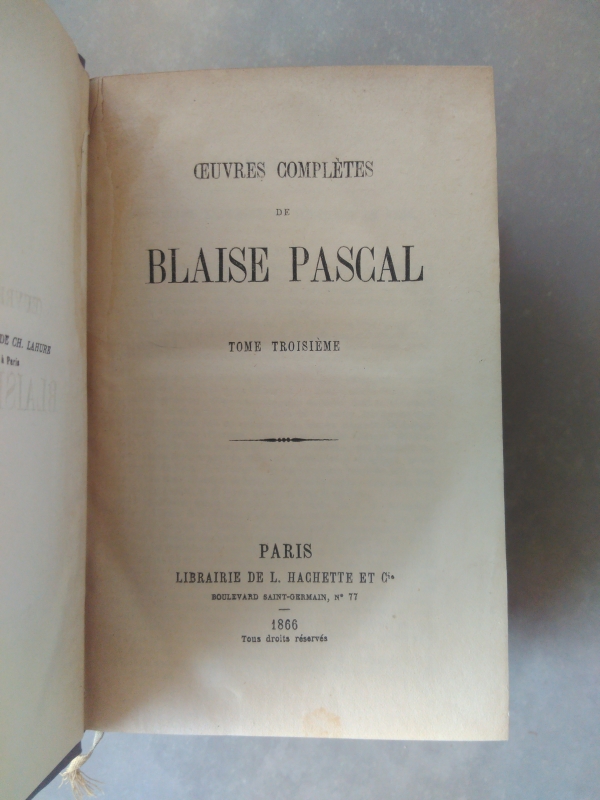 DE CH. LAHURE
à Paris
ŒUVRES COMPLÈTES
DE
BLAISE PASCAL
TOME TROISIÈME
PARIS
LIBRAIRIE DE L. HACHETTE ET Cie
BOULEVARD SAINT-GERMAIN, N° 77
1866
Tous droits réservés